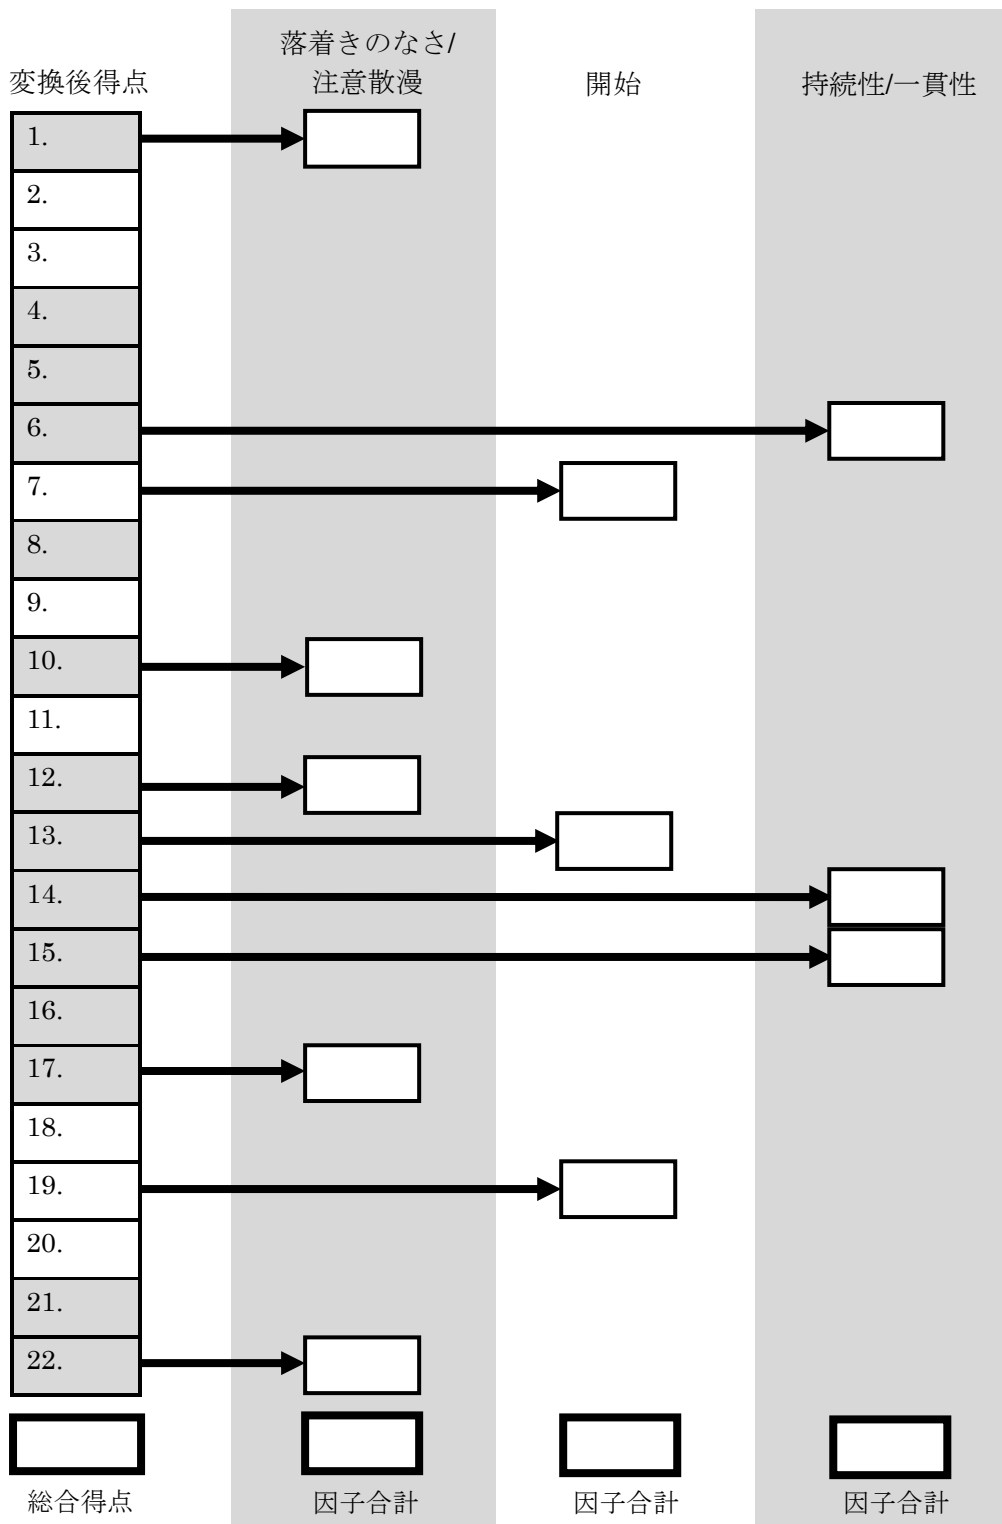 落着きのなさ/
注意散漫
変換後得点
開始
持続性/一貫性
1.
2.
3.
4.
5.
6.
7.
8.
9.
10.
11.
12.
13.
14.
15.
16.
17.
18.
19.
20.
21.
22.
総合得点
因子合計
因子合計
因子合計